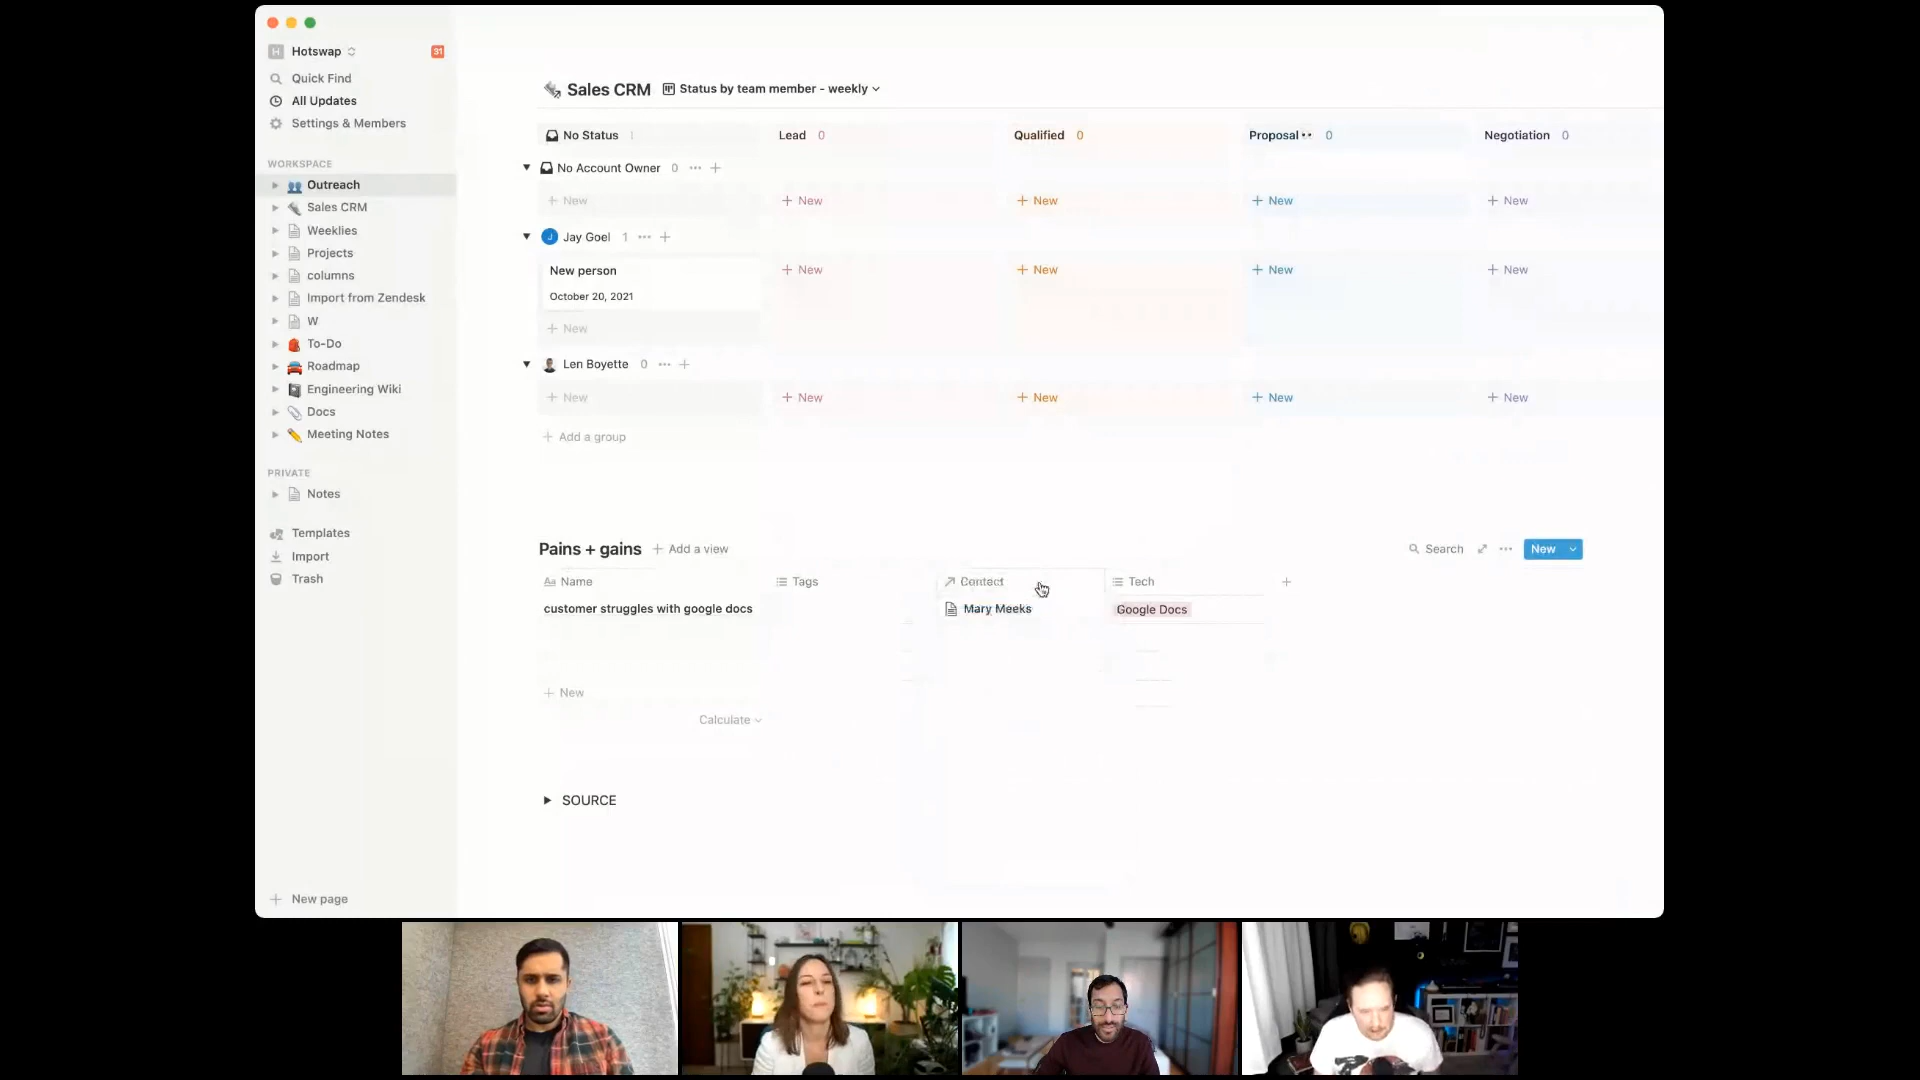 Hotswap
31
Quick Find
All Updates
Settings & Members
WORKSPACE
Outreach
Sales CRM
Weeklies
Projects
columns
Import from Zendesk
W
To-Do
Roadmap
Engineering Wiki
Docs
Meeting Notes
PRIVATE
Notes
Templates
Import
Trash
New page
Sales CRM Status by team member - weekly
No Status Lead 0 Qualified 0 Proposal 👀 0 Negotiation 0
No Account Owner 0 ... +
+ New + New + New + New + New
J Jay Goel 1 ... +
New person + New + New + New + New
October 20, 2021
+ New
Len Boyette 0 ... +
+ New + New + New + New + New
+ Add a group
Pains + gains + Add a view Search ... New
Aa Name Tags Contact Tech +
customer struggles with google docs Mary Meeks Google Docs
+ New
Calculate
SOURCE